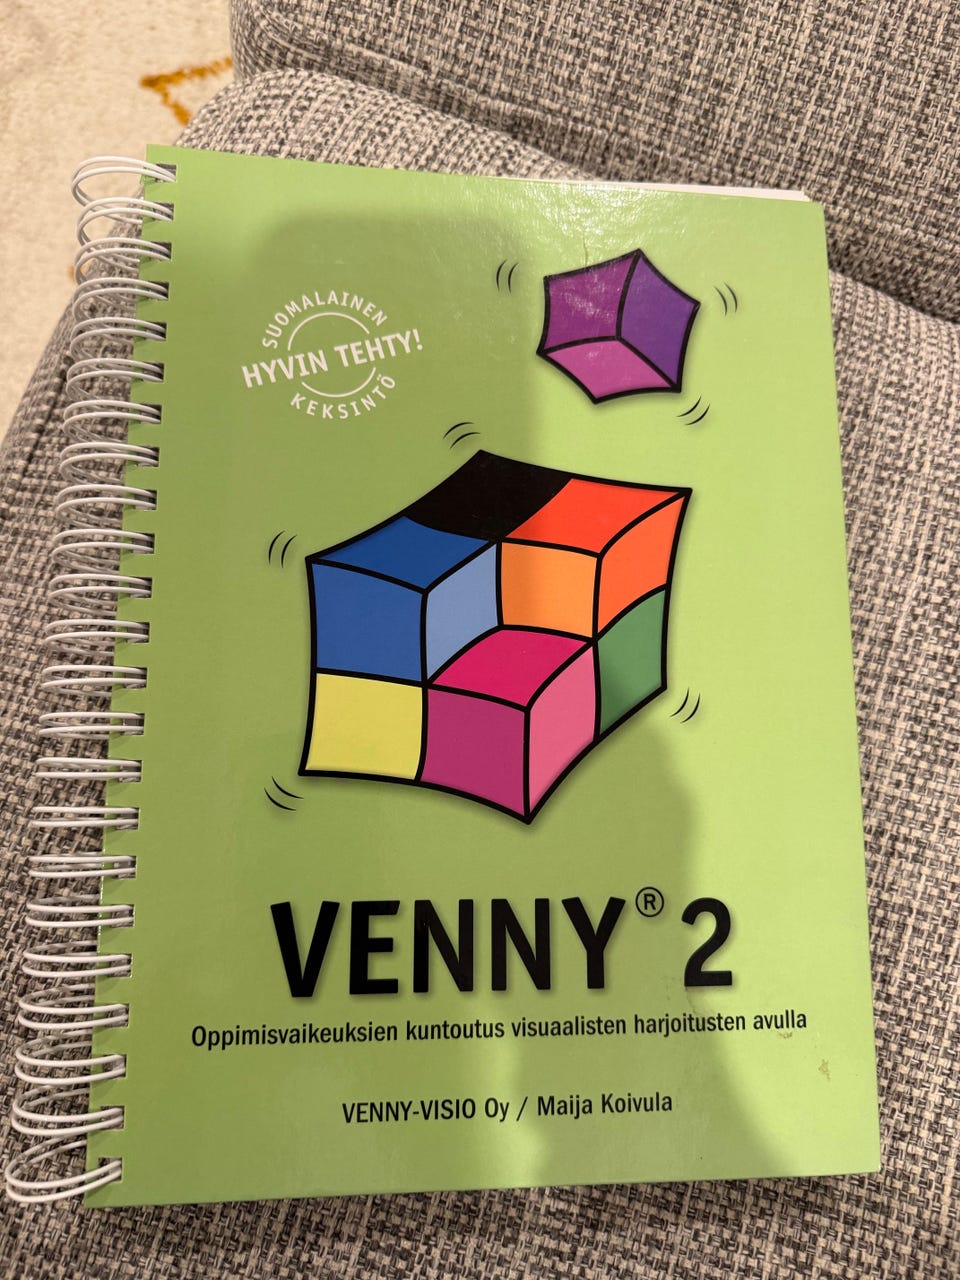 SUOMALAINEN
HYVIN TEHTY!
KEKSINTÖ
VENNY® 2
Oppimisvaikeuksien kuntoutus visuaalisten harjoitusten avulla
VENNY-VISIO Oy / Maija Koivula